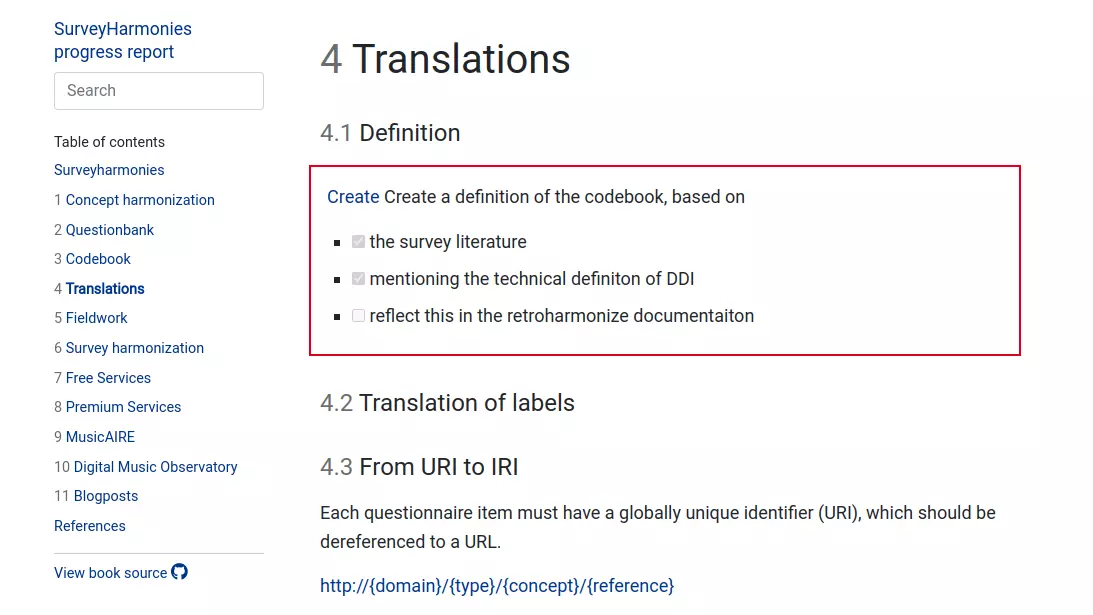 SurveyHarmonies
progress report
Search
Table of contents
Surveyharmonies
1 Concept harmonization
2 Questionbank
3 Codebook
4 Translations
5 Fieldwork
6 Survey harmonization
7 Free Services
8 Premium Services
9 MusicAIRE
10 Digital Music Observatory
11 Blogposts
References
View book source
4 Translations
4.1 Definition
Create Create a definition of the codebook, based on
the survey literature
mentioning the technical definiton of DDI
reflect this in the retroharmonize documentaiton
4.2 Translation of labels
4.3 From URI to IRI
Each questionnaire item must have a globally unique identifier (URI), which should be
dereferenced to a URL.
http://{domain}/{type}/{concept}/{reference}